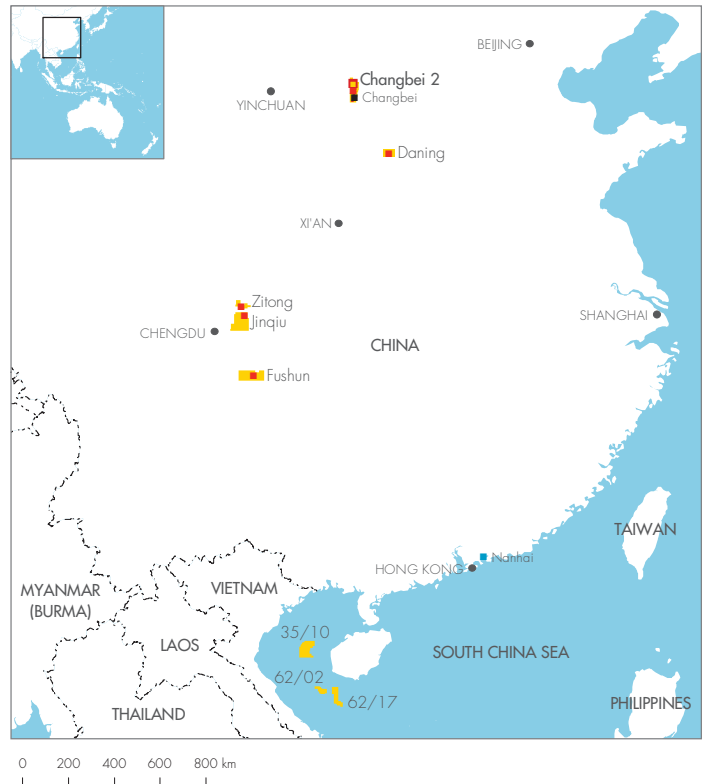 BEIJING
Changbei 2
YINCHUAN
Changbei
Daning
XI'AN
Zitong
Jinqiu
CHENGDU
SHANGHAI
CHINA
Fushun
TAIWAN
Nanhai
HONG KONG
MYANMAR
(BURMA)
VIETNAM
35/10
LAOS
SOUTH CHINA SEA
62/02
62/17
PHILIPPINES
THAILAND
0 200 400 600 800 km